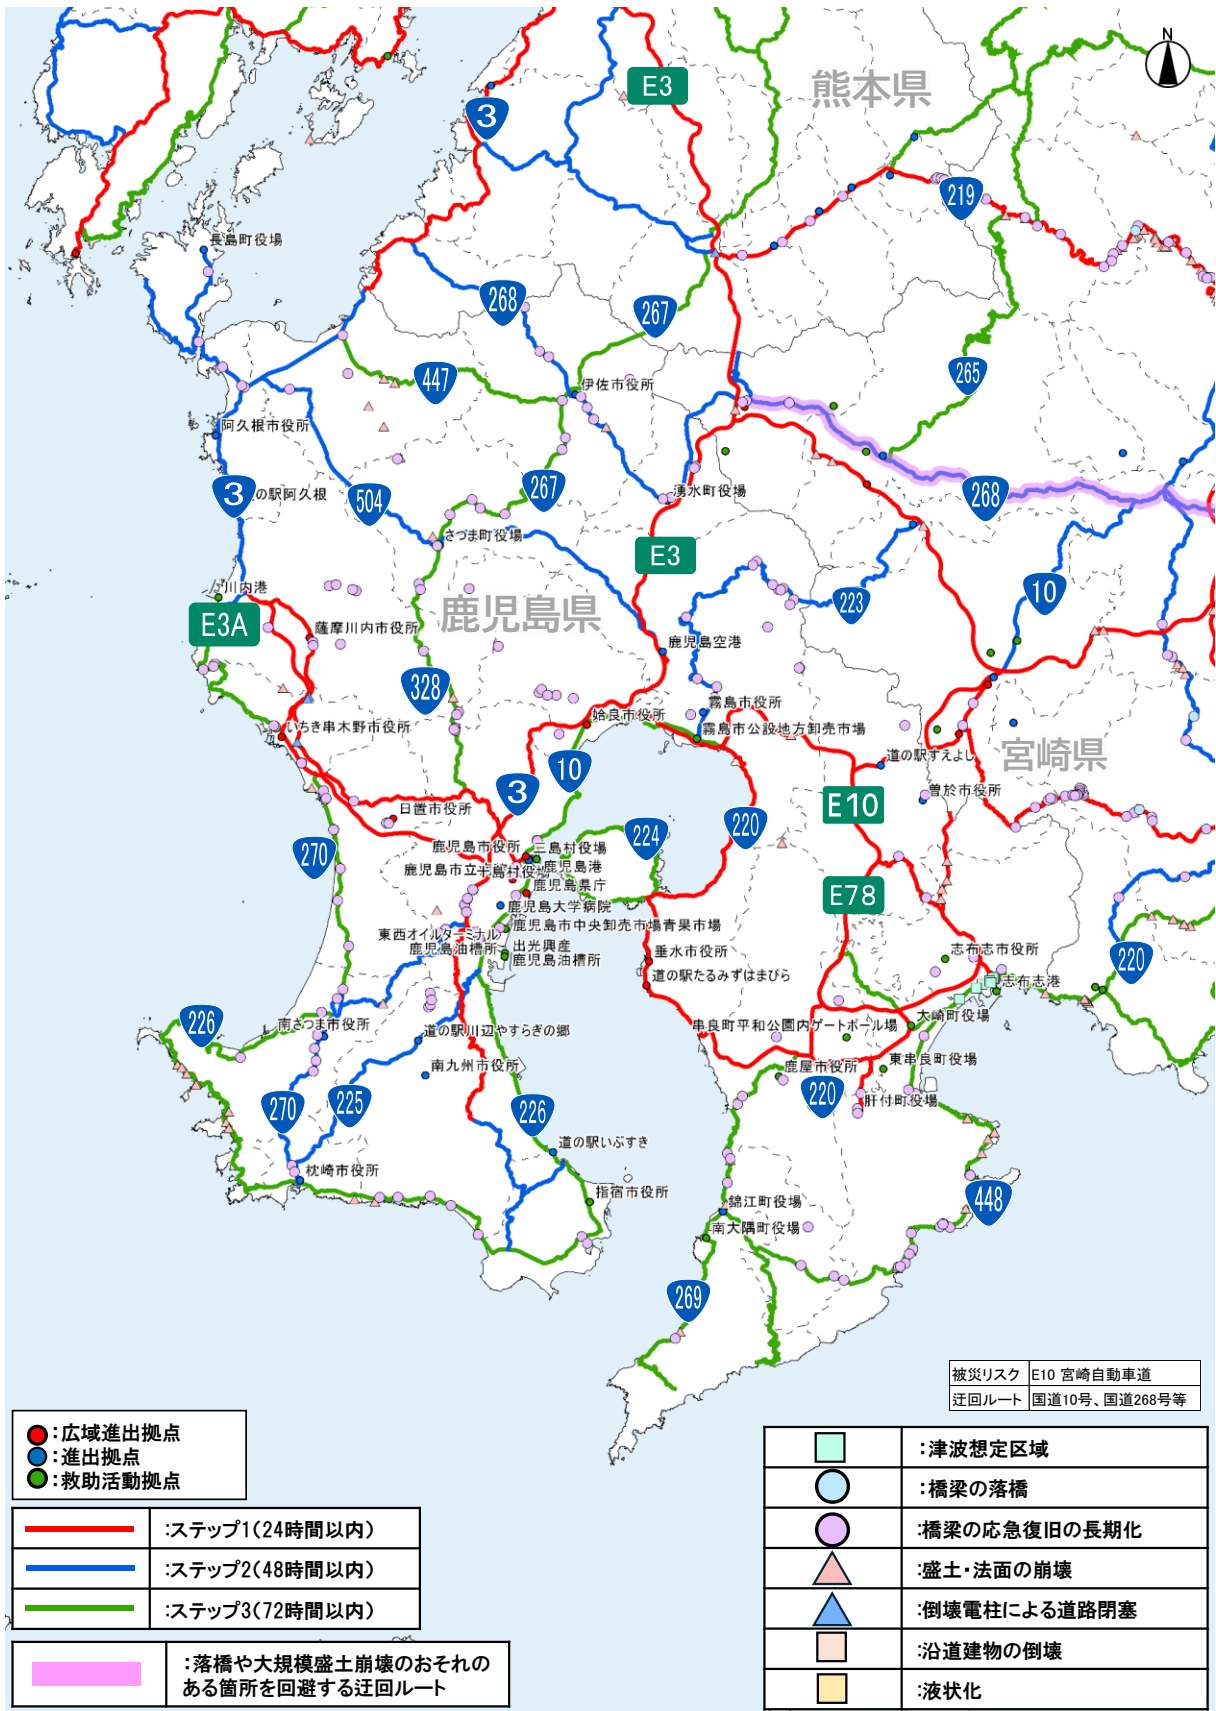 N
熊本県
E3
3
219
長島町役場
268
267
265
447
伊佐市役所
阿久根市役所
3
の駅阿久根
504
267
湧水町役場
268
さつま町役場
E3
川内港
鹿児島県
223
10
E3A
薩摩川内市役所
鹿児島空港
328
霧島市役所
いちき串木野市役所
姶良市役所
霧島市公設地方卸売市場
宮崎県
道の駅すえよし
10
3
曽於市役所
日置市役所
E10
220
224
270
鹿児島市役所
三島村役場
鹿児島市立
十島村役場
鹿児島港
鹿児島県庁
E78
鹿児島大学病院
鹿児島市中央卸売市場青果市場
東西オイルターミナル
鹿児島油槽所
出光興産
鹿児島油槽所
垂水市役所
志布志市役所
220
道の駅たるみずはまびら
志布志港
226
南さつま市役所
道の駅川辺やすらぎの郷
串良町平和公園内ゲートボール場
大崎町役場
南九州市役所
鹿屋市役所
東串良町役場
270
225
226
220
肝付町役場
道の駅いぶすき
枕崎市役所
指宿市役所
錦江町役場
448
南大隅町役場
269
被災リスク E10 宮崎自動車道
迂回ルート 国道10号、国道268号等
:広域進出拠点
:進出拠点
:救助活動拠点
:ステップ1(24時間以内)
:ステップ2(48時間以内)
:ステップ3(72時間以内)
:落橋や大規模盛土崩壊のおそれの
ある箇所を回避する迂回ルート
:津波想定区域
:橋梁の落橋
:橋梁の応急復旧の長期化
:盛土・法面の崩壊
:倒壊電柱による道路閉塞
:沿道建物の倒壊
:液状化